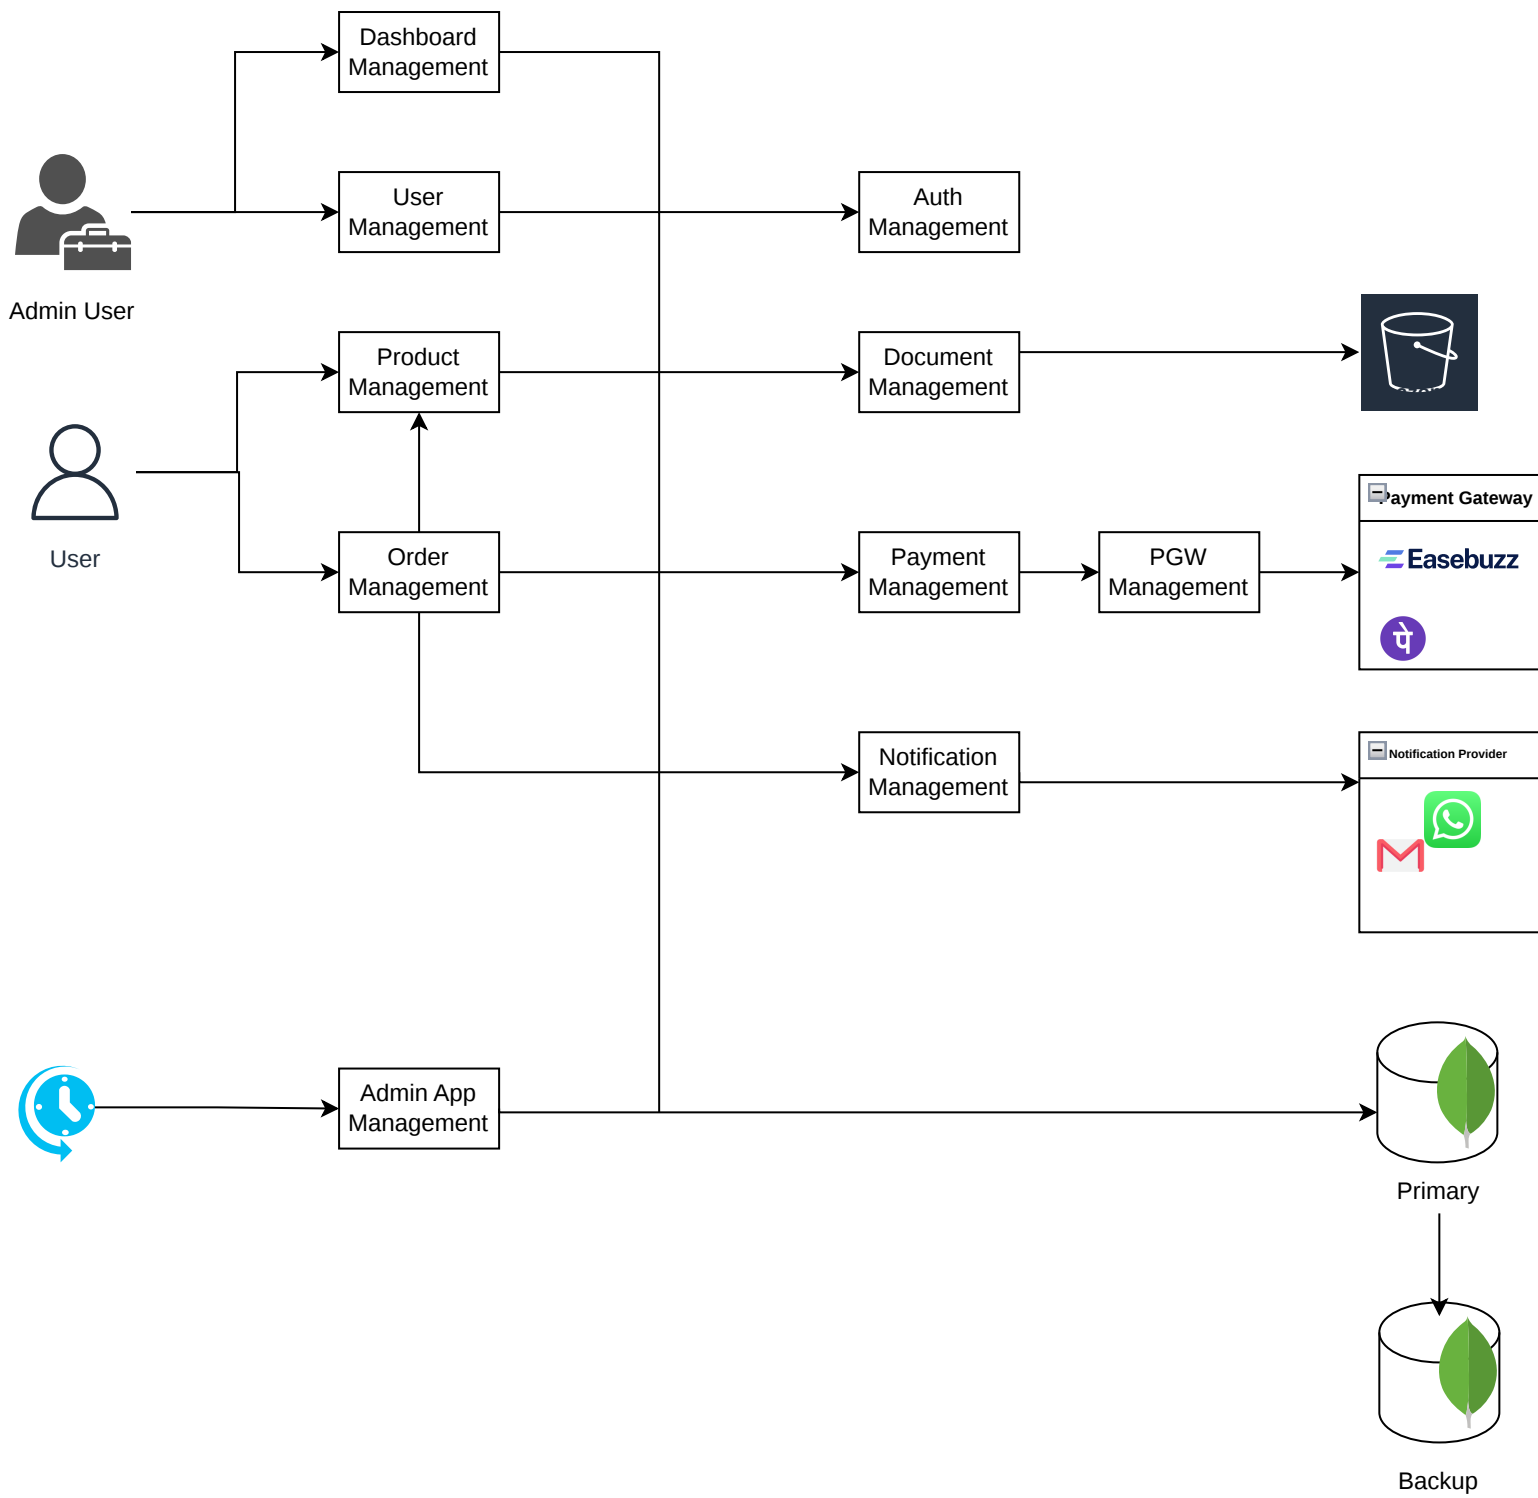 Dashboard
Management
User
Management
Auth
Management
Admin User
Product
Management
Document
Management
User
Order
Management
Payment
Management
PGW
Management
Payment Gateway
Easebuzz
पे
Notification
Management
Notification Provider
Admin App
Management
Primary
Backup